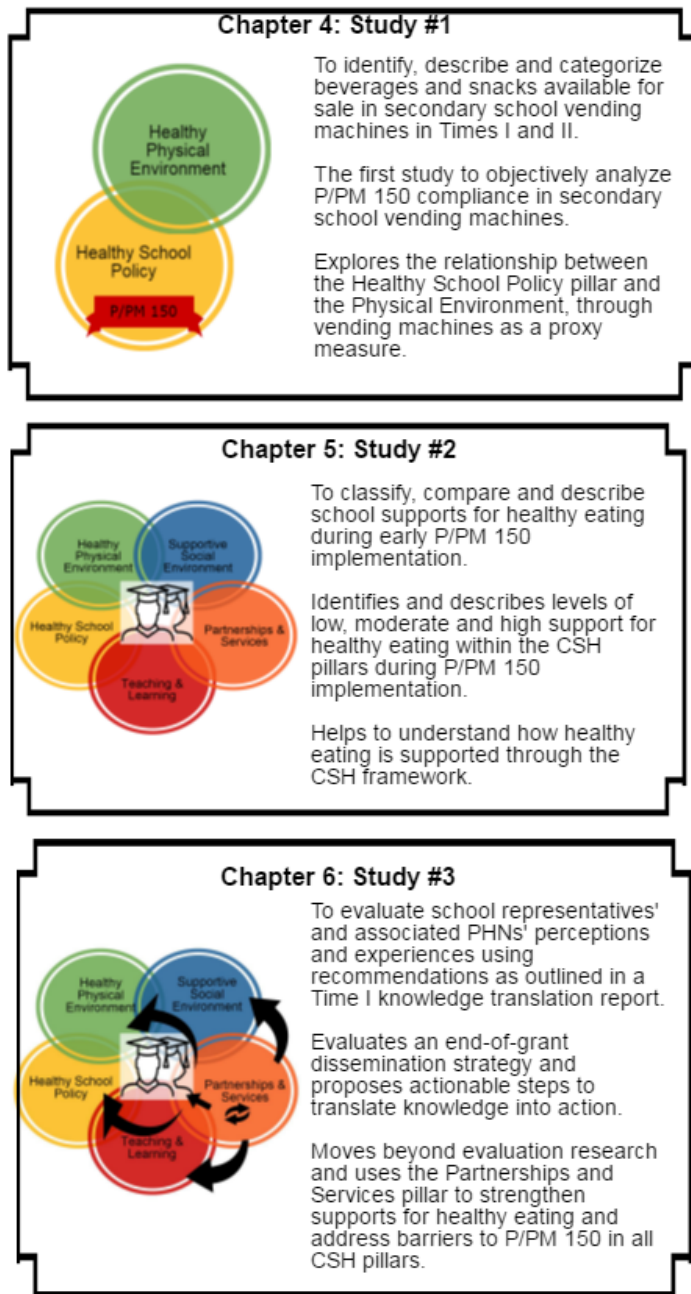 Chapter 4: Study #1
Healthy
Physical
Environment
Healthy School
Policy
P/PM 150
To identify, describe and categorize
beverages and snacks available for
sale in secondary school vending
machines in Times I and II.
The first study to objectively analyze
P/PM 150 compliance in secondary
school vending machines.
Explores the relationship between
the Healthy School Policy pillar and
the Physical Environment, through
vending machines as a proxy
measure.
Chapter 5: Study #2
Healthy
Physical
Environment
Supportive
Social
Environment
Healthy School
Policy
Partnerships &
Services
Teaching &
Learning
To classify, compare and describe
school supports for healthy eating
during early P/PM 150
implementation.
Identifies and describes levels of
low, moderate and high support for
healthy eating within the CSH
pillars during P/PM 150
implementation.
Helps to understand how healthy
eating is supported through the
CSH framework.
Chapter 6: Study #3
Healthy
Physical
Environment
Supportive
Social
Environment
Healthy School
Policy
Partnerships &
Services
Teaching &
Learning
To evaluate school representatives'
and associated PHNs' perceptions
and experiences using
recommendations as outlined in a
Time I knowledge translation report.
Evaluates an end-of-grant
dissemination strategy and
proposes actionable steps to
translate knowledge into action.
Moves beyond evaluation research
and uses the Partnerships and
Services pillar to strengthen
supports for healthy eating and
address barriers to P/PM 150 in all
CSH pillars.